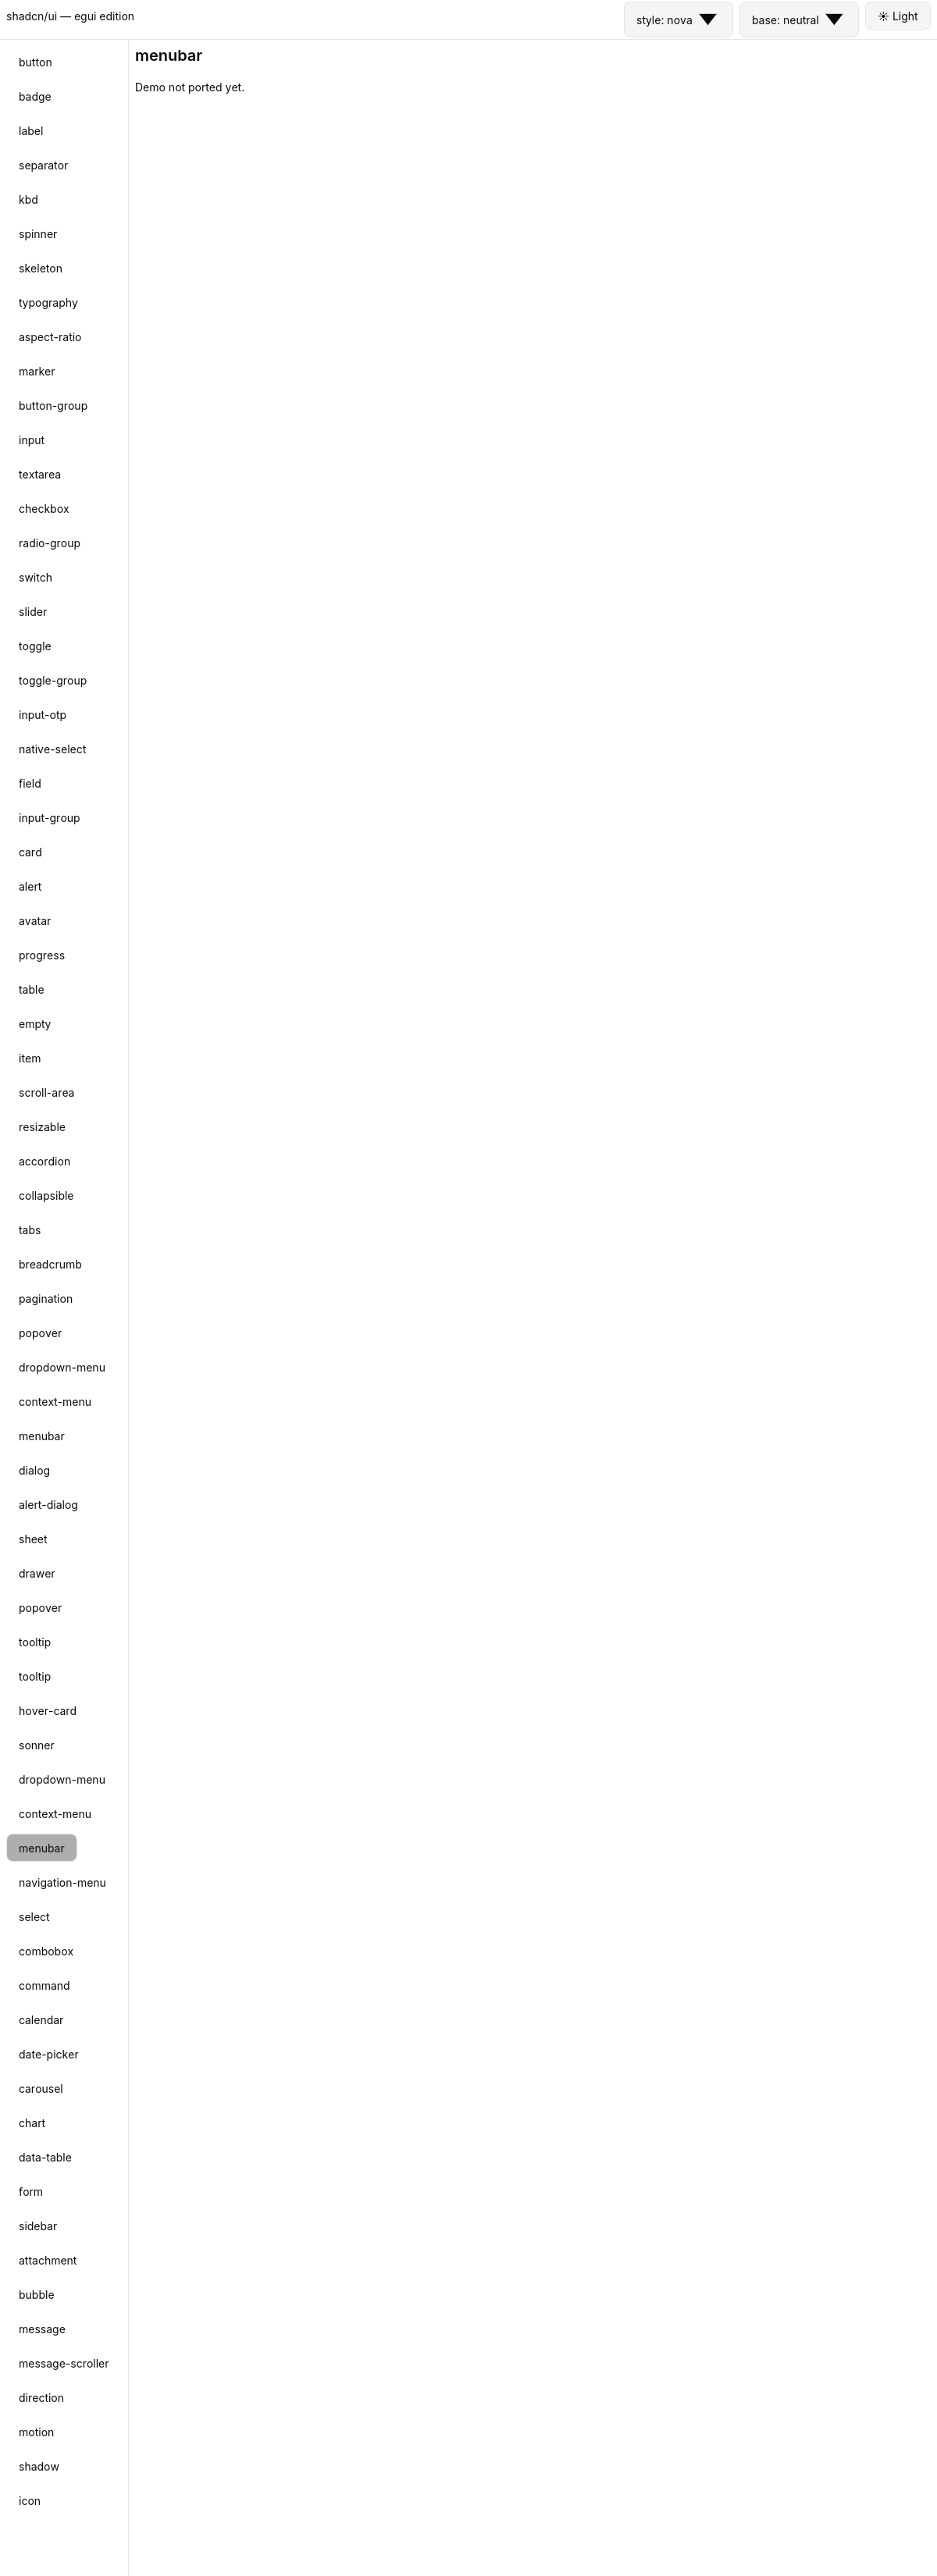 shadcn/ui — egui edition
style: nova
base: neutral
☀ Light
button
badge
label
separator
kbd
spinner
skeleton
typography
aspect-ratio
marker
button-group
input
textarea
checkbox
radio-group
switch
slider
toggle
toggle-group
input-otp
native-select
field
input-group
card
alert
avatar
progress
table
empty
item
scroll-area
resizable
accordion
collapsible
tabs
breadcrumb
pagination
popover
dropdown-menu
context-menu
menubar
dialog
alert-dialog
sheet
drawer
popover
tooltip
tooltip
hover-card
sonner
dropdown-menu
context-menu
menubar
navigation-menu
select
combobox
command
calendar
date-picker
carousel
chart
data-table
form
sidebar
attachment
bubble
message
message-scroller
direction
motion
shadow
icon
menubar
Demo not ported yet.